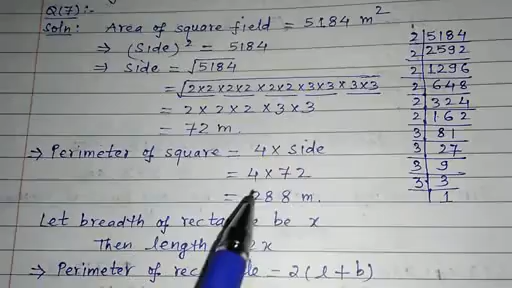 Q(7):-
Soln: Area of square field = 5184 m²
⇒ (side)² = 5184
⇒ side = √5184
= √2×2×2×2×2×2×3×3×3×3
= 2×2×2×3×3
= 72 m.
⇒ Perimeter of square = 4×side
= 4×72
= 288 m.
Let breadth of be x
Then length x
⇒ Perimeter of - 2(l+b)
2 5184
2 2592
2 1296
2 648
2 324
2 162
3 81
3 27
3 9
3 3
1